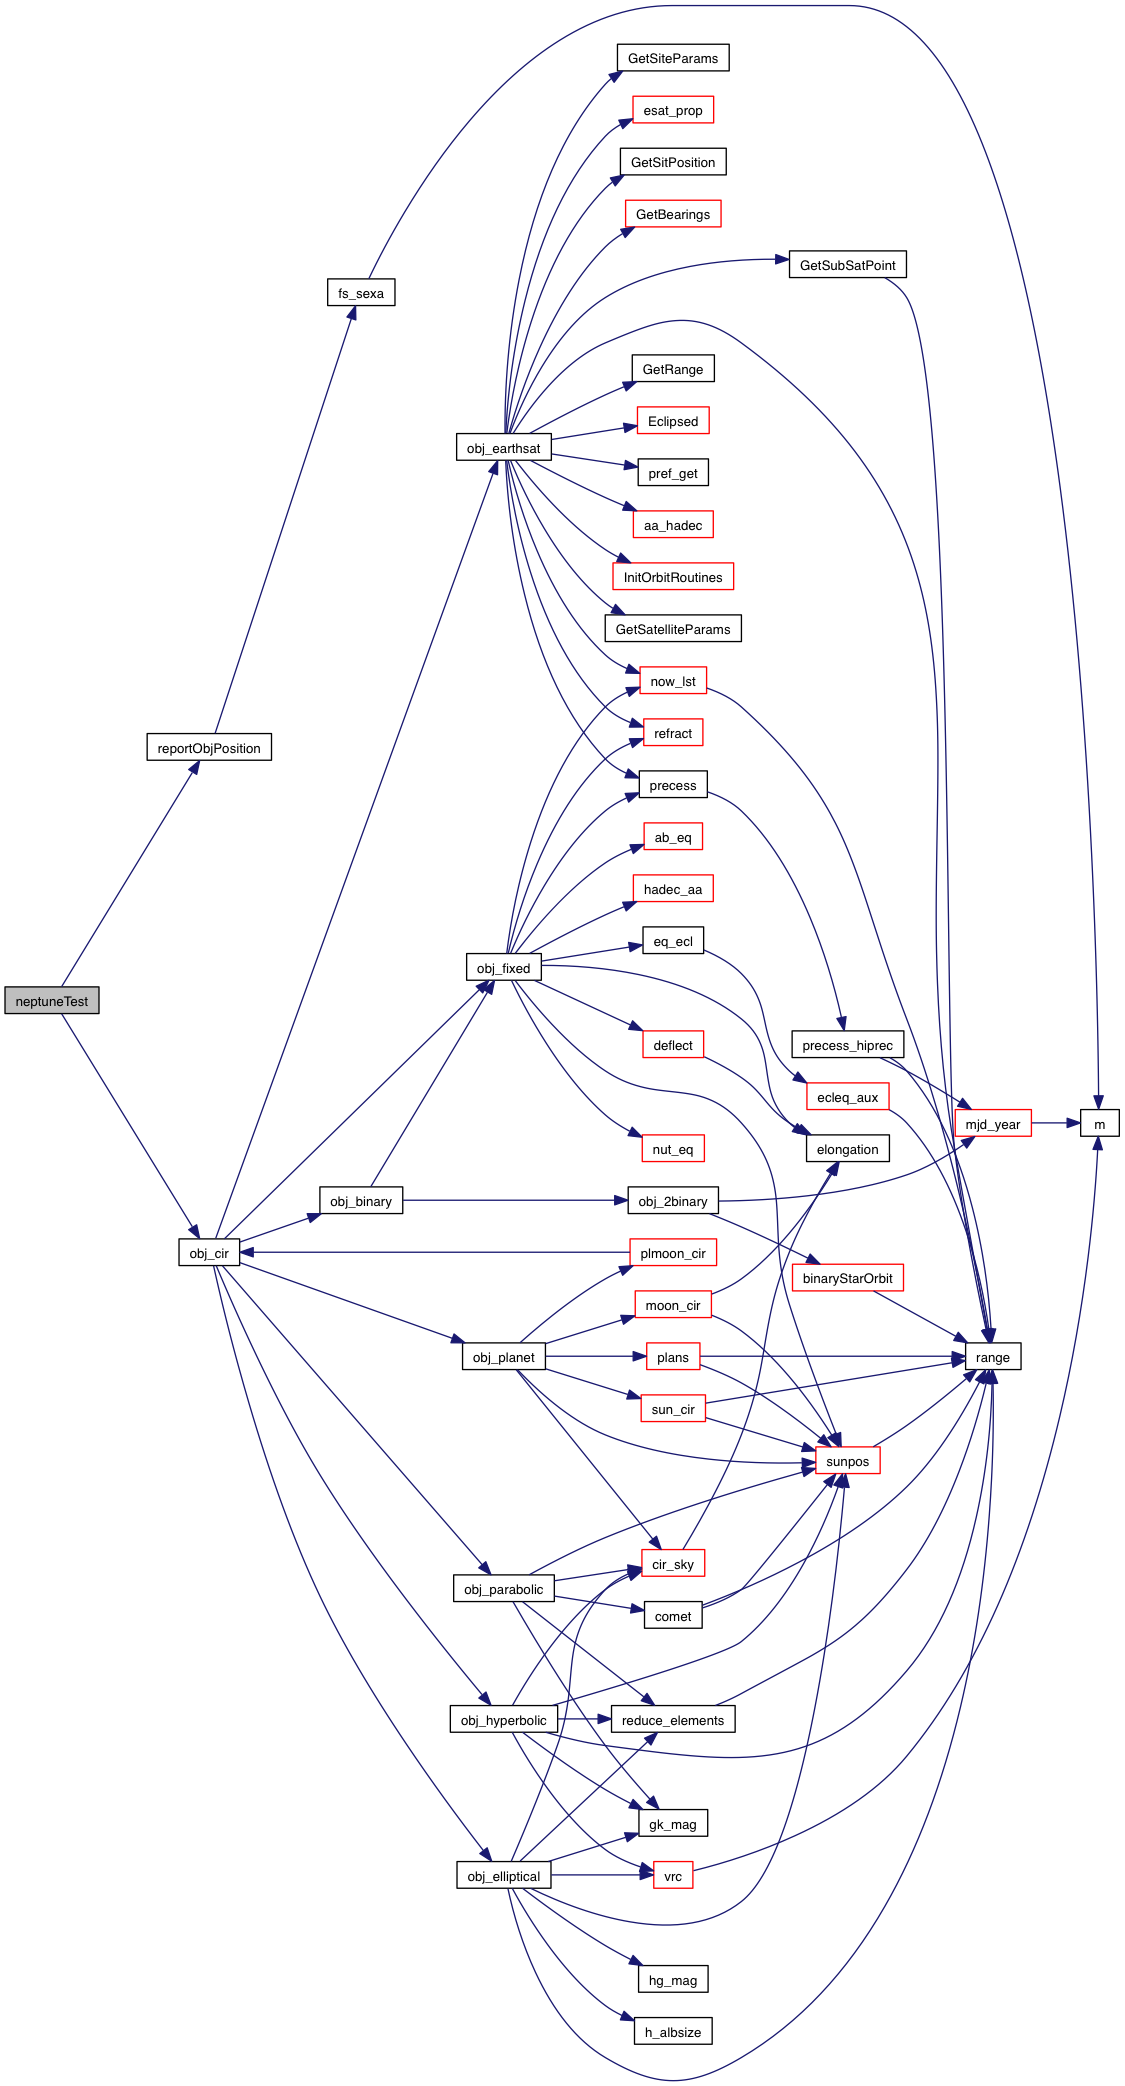 GetSiteParams
esat_prop
GetSitPosition
GetBearings
GetSubSatPoint
fs_sexa
GetRange
Eclipsed
obj_earthsat
pref_get
aa_hadec
InitOrbitRoutines
GetSatelliteParams
now_lst
refract
reportObjPosition
precess
ab_eq
hadec_aa
eq_ecl
obj_fixed
neptuneTest
deflect
precess_hiprec
ecleq_aux
mjd_year
m
nut_eq
elongation
obj_binary
obj_2binary
obj_cir
plmoon_cir
binaryStarOrbit
moon_cir
obj_planet
plans
range
sun_cir
sunpos
cir_sky
obj_parabolic
comet
obj_hyperbolic
reduce_elements
gk_mag
obj_elliptical
vrc
hg_mag
h_albsize